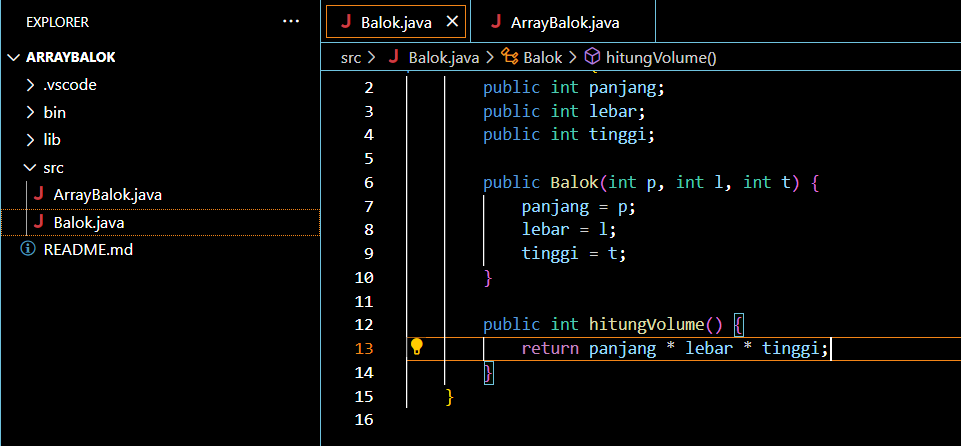 EXPLORER
···
ARRAYBALOK
.vscode
bin
lib
src
ArrayBalok.java
Balok.java
README.md
Balok.java
ArrayBalok.java
src > Balok.java > Balok > hitungVolume()
{
2 public int panjang;
3 public int lebar;
4 public int tinggi;
5
6 public Balok(int p, int l, int t) {
7 panjang = p;
8 lebar = l;
9 tinggi = t;
10 }
11
12 public int hitungVolume() {
13 return panjang * lebar * tinggi;
14 }
15 }
16